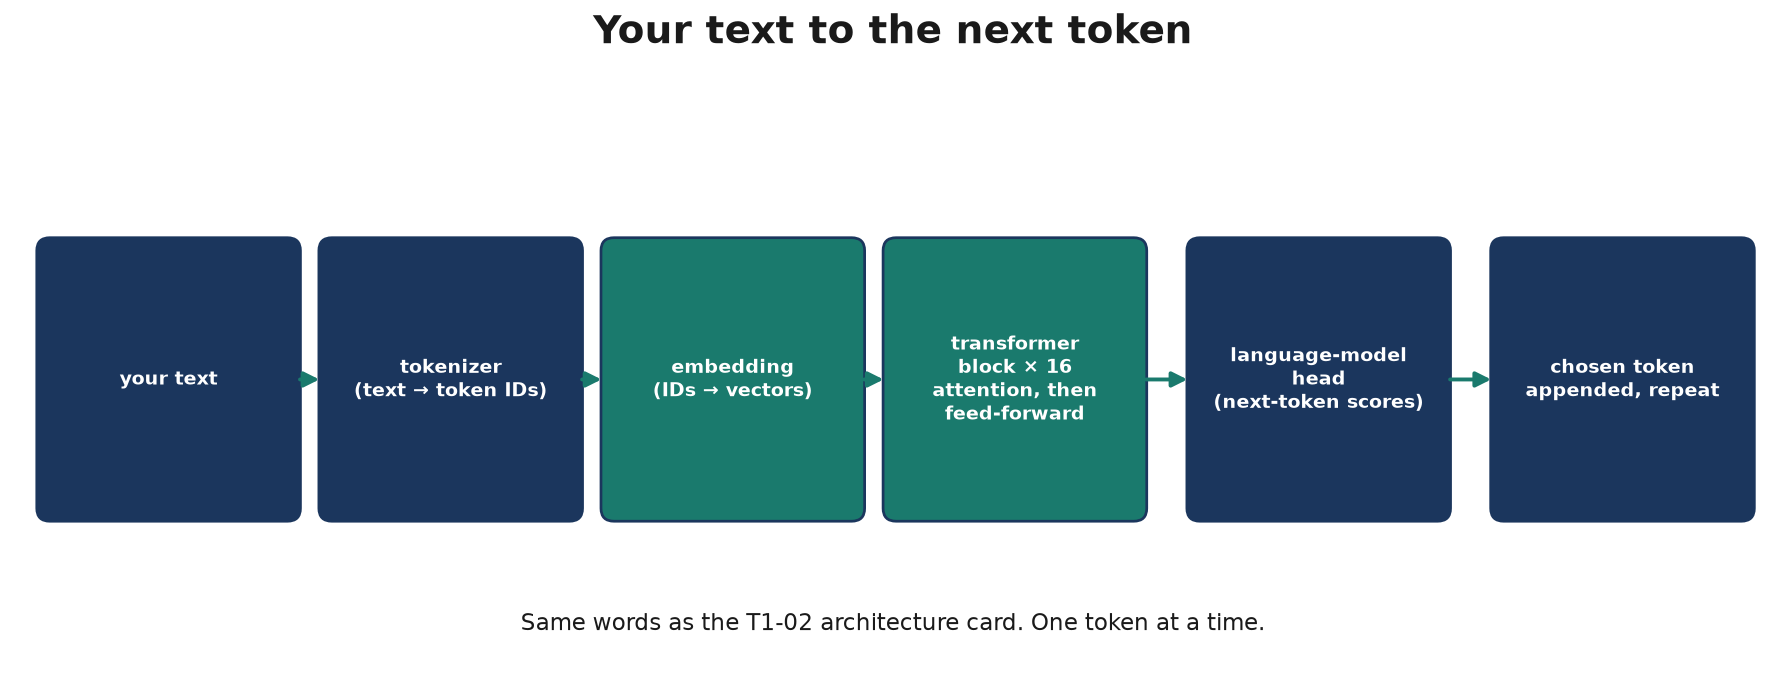 Your text to the next token
your text
tokenizer
(text → token IDs)
embedding
(IDs → vectors)
transformer
block × 16
attention, then
feed-forward
language-model
head
(next-token scores)
chosen token
appended, repeat
Same words as the T1-02 architecture card. One token at a time.